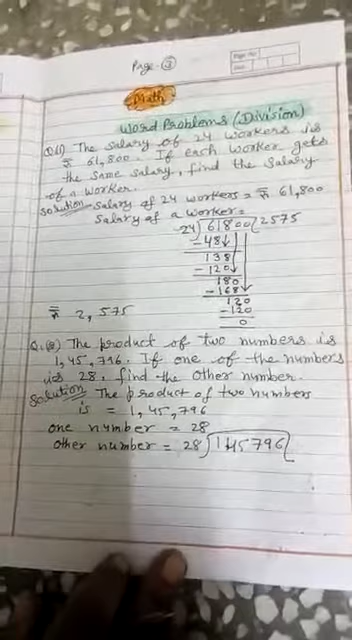 Page - ③
Page No
Date
Math
Word Problems (Division)
Q(1) The Salary of 24 workers is
₹ 61,800. If each worker gets
the same salary, find the Salary
of a worker.
Solution - Salary of 24 workers = ₹ 61,800
Salary of a worker =
24) 61800 ( 2575
- 48↓
138
- 120↓
180
- 168↓
120
- 120
0
₹ 2,575
Q.(2) The product of two numbers is
1,45,796. If one of the numbers
is 28, find the other number.
Solution The product of two numbers
is = 1,45,796
one number = 28
other number = 28) 145796 (